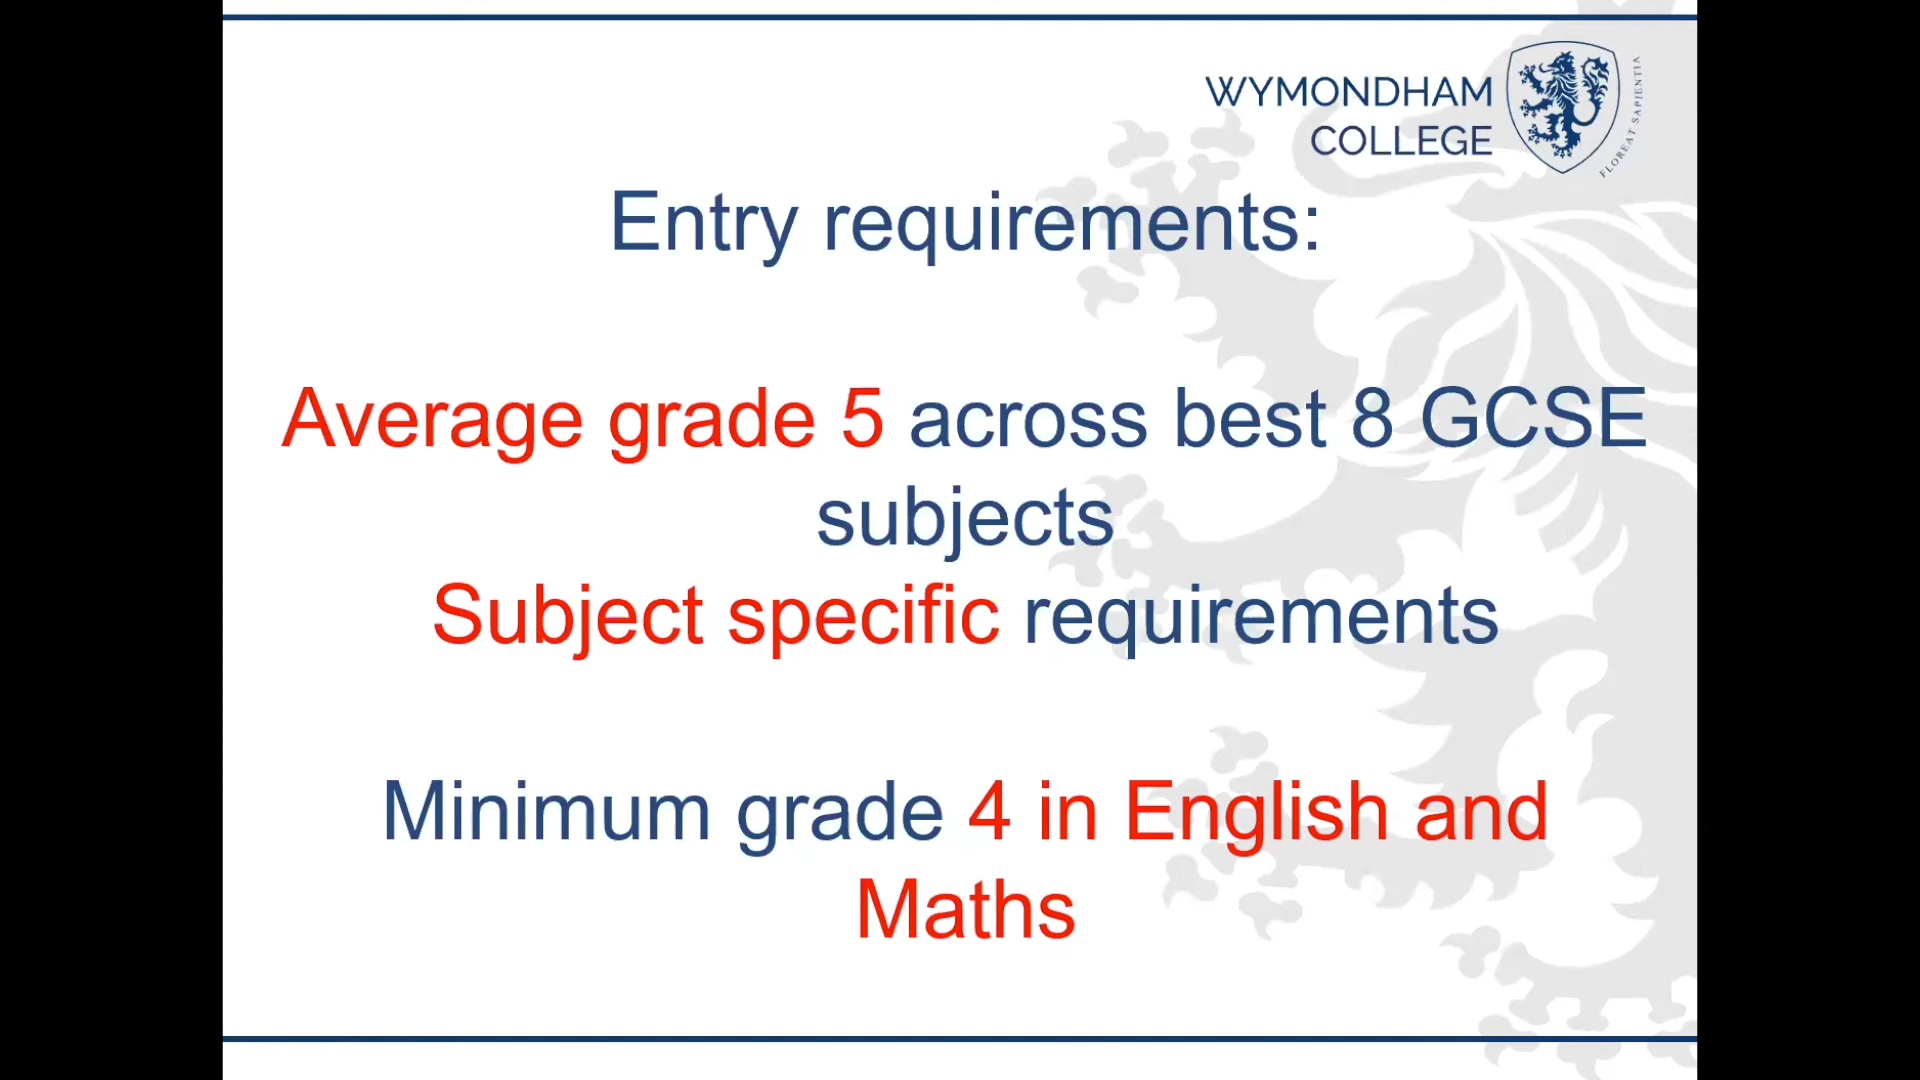 WYMONDHAM
COLLEGE
FLOREAT SAPIENTIA
Entry requirements:
Average grade 5 across best 8 GCSE
subjects
Subject specific requirements
Minimum grade 4 in English and
Maths